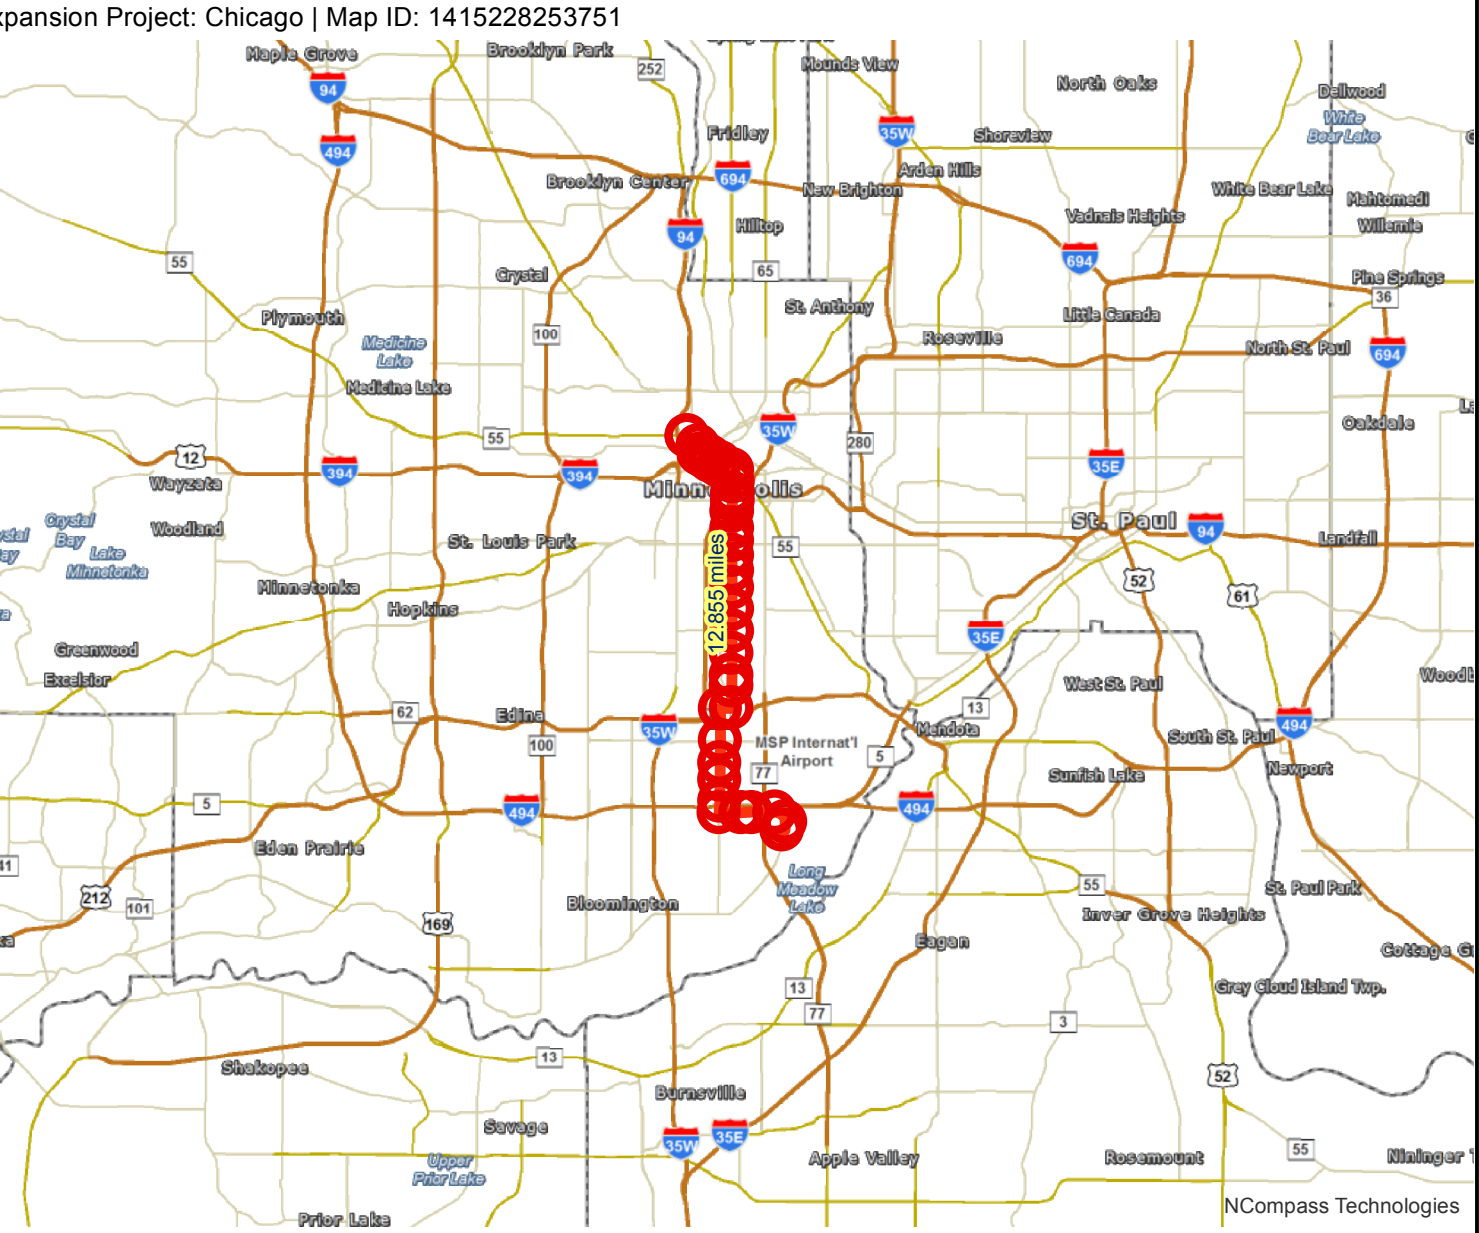 xpansion Project: Chicago | Map ID: 1415228253751
Maple Grove
Brooklyn Park
252
Mounds View
North Oaks
Dellwood
White
Bear Lake
94
494
Fridley
35W
Shoreview
Arden Hills
Brooklyn Center
694
New Brighton
White Bear Lake
Mahtomedi
Willernie
Vadnais Heights
94
Hilltop
55
Crystal
65
694
Pine Springs
36
St. Anthony
Little Canada
Plymouth
Medicine
Lake
100
Roseville
North St. Paul
694
Medicine Lake
Oakdale
55
35W
280
12
394
394
35E
Wayzata
Minn
olis
Crystal
Bay
Woodland
St. Louis Park
St. Paul
94
Landfall
Lake
Minnetonka
55
12.855 miles
Minnetonka
Hopkins
52
61
35E
Greenwood
Excelsior
West St. Paul
62
Edina
13
35W
Mendota
494
100
MSP Internat'l
Airport
5
South St. Paul
77
Sunfish Lake
Newport
5
494
494
Eden Prairie
Long
Meadow
Lake
41
212
101
169
Bloomington
55
St. Paul Park
Inver Grove Heights
Eagan
Cottage G
13
Grey Cloud Island Twp.
77
3
13
Shakopee
52
Burnsville
Savage
35W
35E
Upper
Prior Lake
Apple Valley
Rosemount
55
Nininger T
NCompass Technologies
Prior Lake